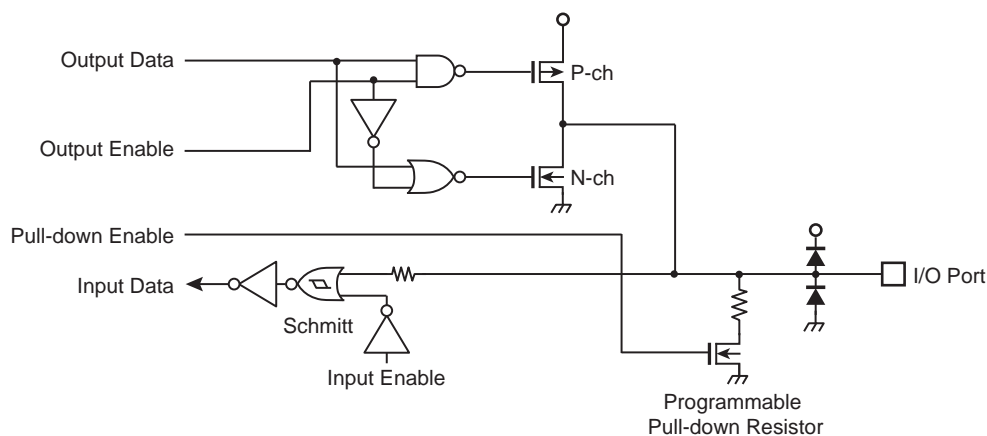 Output Data
P-ch
Output Enable
N-ch
Pull-down Enable
Input Data
I/O Port
Schmitt
Input Enable
Programmable
Pull-down Resistor